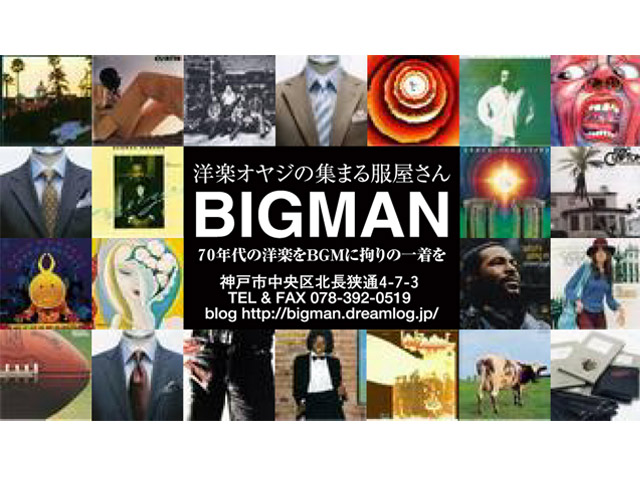 洋楽オヤジの集まる服屋さん
BIGMAN
70年代の洋楽をBGMに拘りの一着を
神戸市中央区北長狭通4-7-3
TEL & FAX 078-392-0519
blog http://bigman.dreamlog.jp/